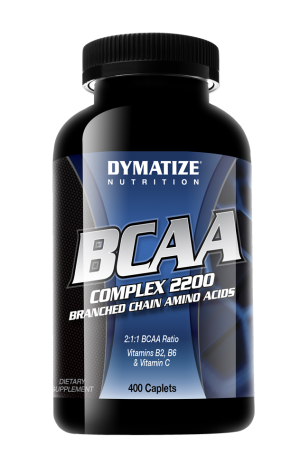 DYMATIZE®
NUTRITION
BCAA
COMPLEX 2200
BRANCHED CHAIN AMINO ACIDS
2:1:1 BCAA Ratio
Vitamins B2, B6
& Vitamin C
DIETARY
SUPPLEMENT
400 Caplets